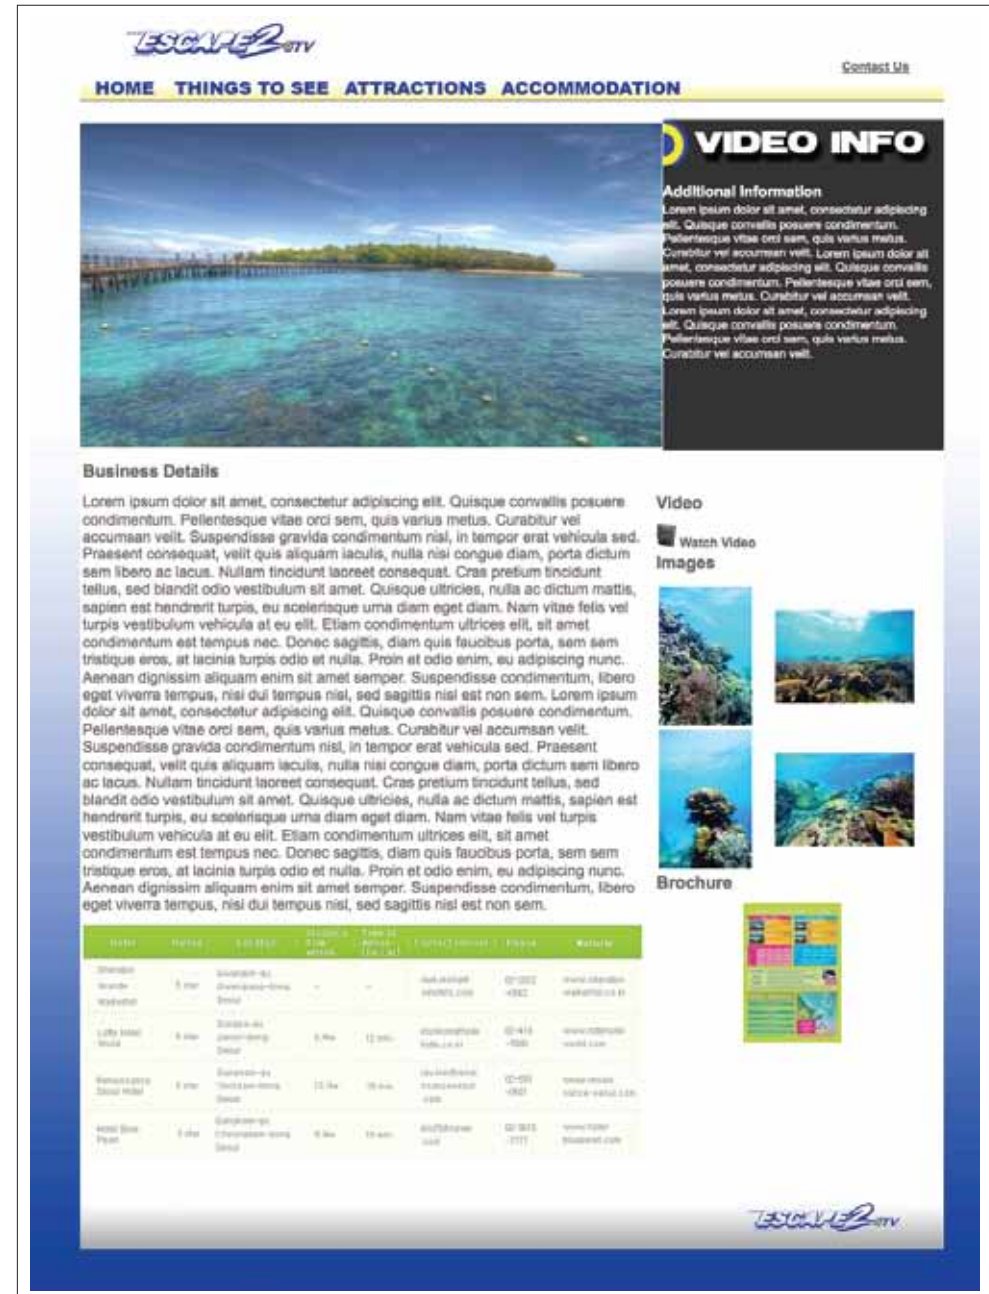 ESCAPE2
Contact Us
HOME THINGS TO SEE ATTRACTIONS ACCOMMODATION
VIDEO INFO
Additional Information
Lorem ipsum dolor sit amet, consectetur adipiscing
elit. Quisque convallis posuere condimentum.
Pellentesque vitae orci sem, quis varius metus.
Curabitur vel accumsan velit. Lorem ipsum dolor sit
amet, consectetur adipiscing elit. Quisque convallis
posuere condimentum. Pellentesque vitae orci sem,
quis varius metus. Curabitur vel accumsan velit.
Lorem ipsum dolor sit amet, consectetur adipiscing
elit. Quisque convallis posuere condimentum.
Pellentesque vitae orci sem, quis varius metus.
Curabitur vel accumsan velit.
Business Details
Lorem ipsum dolor sit amet, consectetur adipiscing elit. Quisque convallis posuere
condimentum. Pellentesque vitae orci sem, quis varius metus. Curabitur vel
accumsan velit. Suspendisse gravida condimentum nisl, in tempor erat vehicula sed.
Praesent consequat, velit quis aliquam iaculis, nulla nisi congue diam, porta dictum
sem libero ac lacus. Nullam tincidunt laoreet consequat. Cras pretium tincidunt
tellus, sed blandit odio vestibulum sit amet. Quisque ultricies, nulla ac dictum mattis,
sapien est hendrerit turpis, eu scelerisque urna diam eget diam. Nam vitae felis vel
turpis vestibulum vehicula at eu elit. Etiam condimentum ultrices elit, sit amet
condimentum est tempus nec. Donec sagittis, diam quis faucibus porta, sem sem
tristique eros, at lacinia turpis odio et nulla. Proin et odio enim, eu adipiscing nunc.
Aenean dignissim aliquam enim sit amet semper. Suspendisse condimentum, libero
eget viverra tempus, nisi dui tempus nisl, sed sagittis nisl est non sem. Lorem ipsum
dolor sit amet, consectetur adipiscing elit. Quisque convallis posuere condimentum.
Pellentesque vitae orci sem, quis varius metus. Curabitur vel accumsan velit.
Suspendisse gravida condimentum nisl, in tempor erat vehicula sed. Praesent
consequat, velit quis aliquam iaculis, nulla nisi congue diam, porta dictum sem libero
ac lacus. Nullam tincidunt laoreet consequat. Cras pretium tincidunt tellus, sed
blandit odio vestibulum sit amet. Quisque ultricies, nulla ac dictum mattis, sapien est
hendrerit turpis, eu scelerisque urna diam eget diam. Nam vitae felis vel turpis
vestibulum vehicula at eu elit. Etiam condimentum ultrices elit, sit amet
condimentum est tempus nec. Donec sagittis, diam quis faucibus porta, sem sem
tristique eros, at lacinia turpis odio et nulla. Proin et odio enim, eu adipiscing nunc.
Aenean dignissim aliquam enim sit amet semper. Suspendisse condimentum, libero
eget viverra tempus, nisi dui tempus nisl, sed sagittis nisl est non sem.
Video
Watch Video
Images
Brochure
Location
Phone
Website
Seoul
Seoul
Seoul Hotel
Seoul
Seoul
ESCAPE2